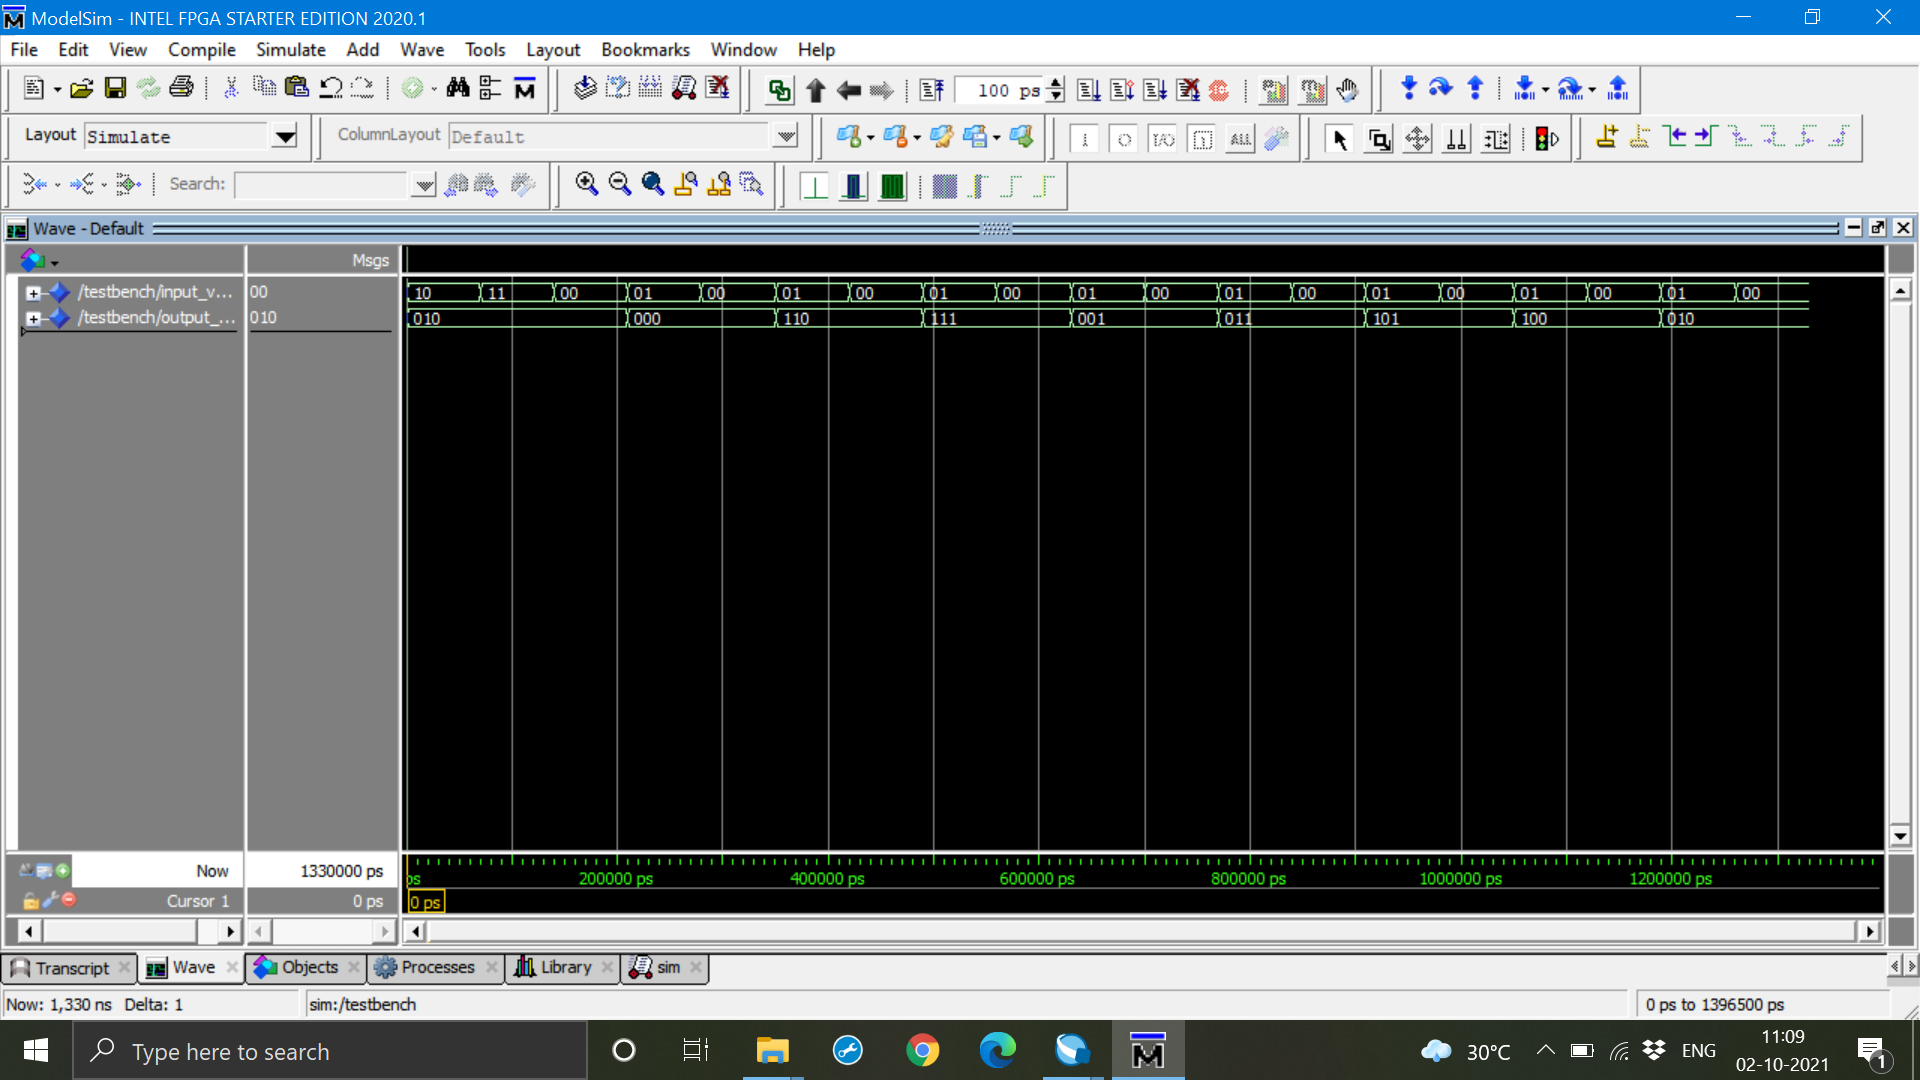 ModelSim - INTEL FPGA STARTER EDITION 2020.1
File Edit View Compile Simulate Add Wave Tools Layout Bookmarks Window Help
100 ps
Layout Simulate ColumnLayout Default ALL
Search:
Wave - Default
Msgs
/testbench/input_v... 00 10 11 00 01 00 01 00 01 00 01 00 01 00 01 00 01 00 01 00
/testbench/output_... 010 010 000 110 111 001 011 101 100 010
Now 1330000 ps ps 200000 ps 400000 ps 600000 ps 800000 ps 1000000 ps 1200000 ps
Cursor 1 0 ps 0 ps
Transcript Wave Objects Processes Library sim
Now: 1,330 ns Delta: 1 sim:/testbench 0 ps to 1396500 ps
Type here to search M 30°C ENG 11:09
02-10-2021 1